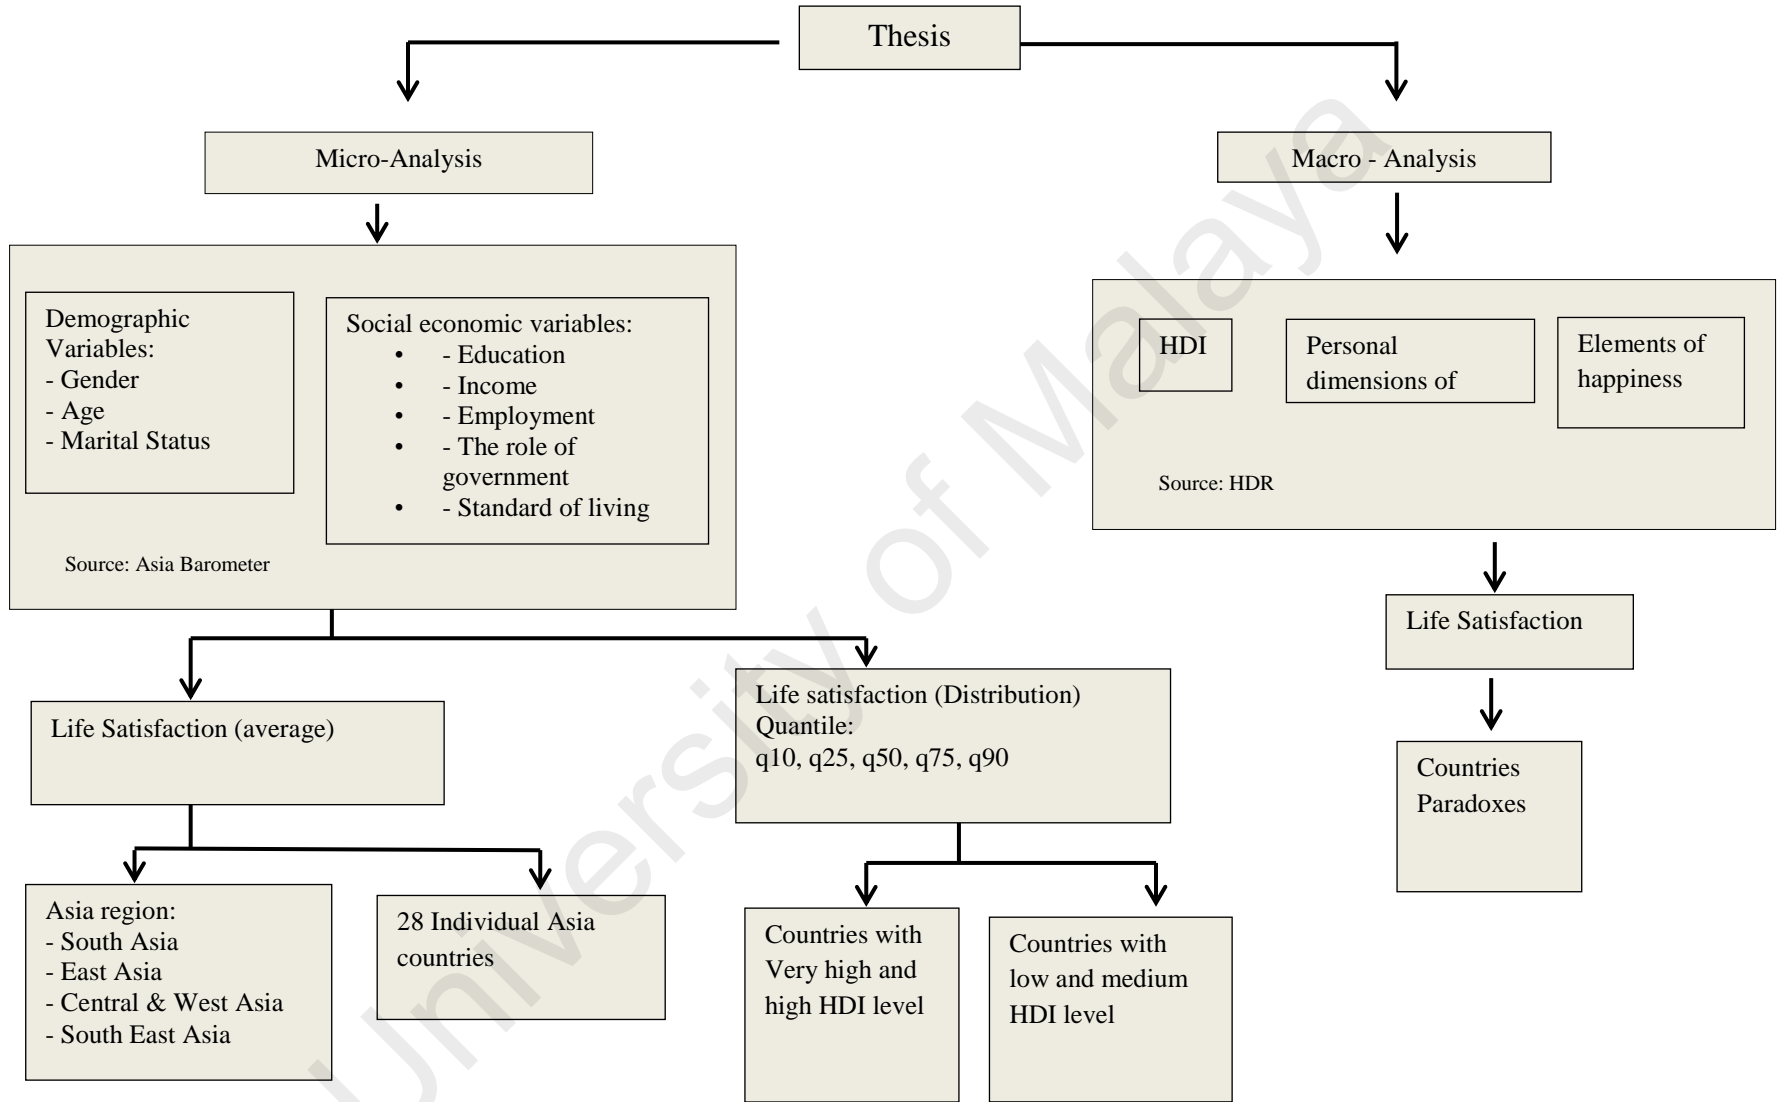 Thesis
Micro-Analysis
Macro - Analysis
Demographic
Variables:
- Gender
- Age
- Marital Status
Social economic variables:
• - Education
• - Income
• - Employment
• - The role of
government
• - Standard of living
Source: Asia Barometer
HDI
Personal
dimensions of
Elements of
happiness
Source: HDR
Life Satisfaction (average)
Life satisfaction (Distribution)
Quantile:
q10, q25, q50, q75, q90
Life Satisfaction
Countries
Paradoxes
Asia region:
- South Asia
- East Asia
- Central & West Asia
- South East Asia
28 Individual Asia
countries
Countries with
Very high and
high HDI level
Countries with
low and medium
HDI level
University of Malaya